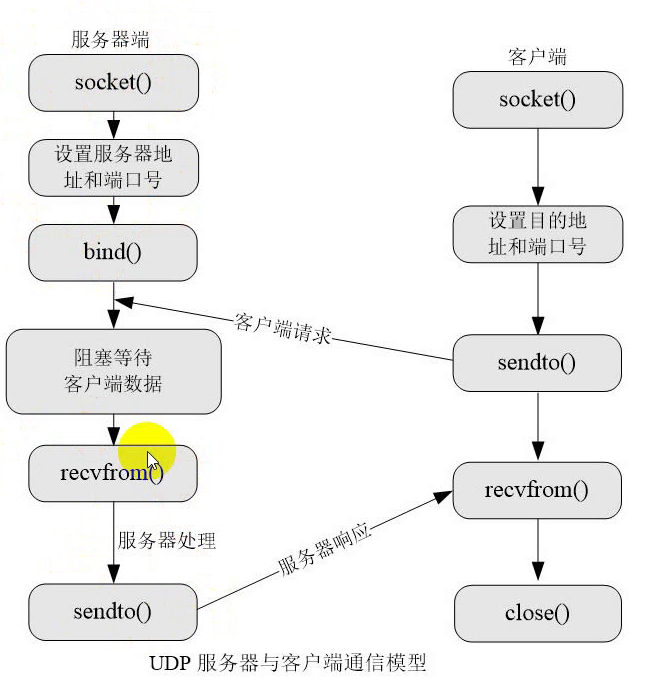 服务器端
socket()
设置服务器地
址和端口号
bind()
阻塞等待
客户端数据
recvfrom()
服务器处理
sendto()
客户端请求
服务器响应
客户端
socket()
设置目的地
址和端口号
sendto()
recvfrom()
close()
UDP 服务器与客户端通信模型